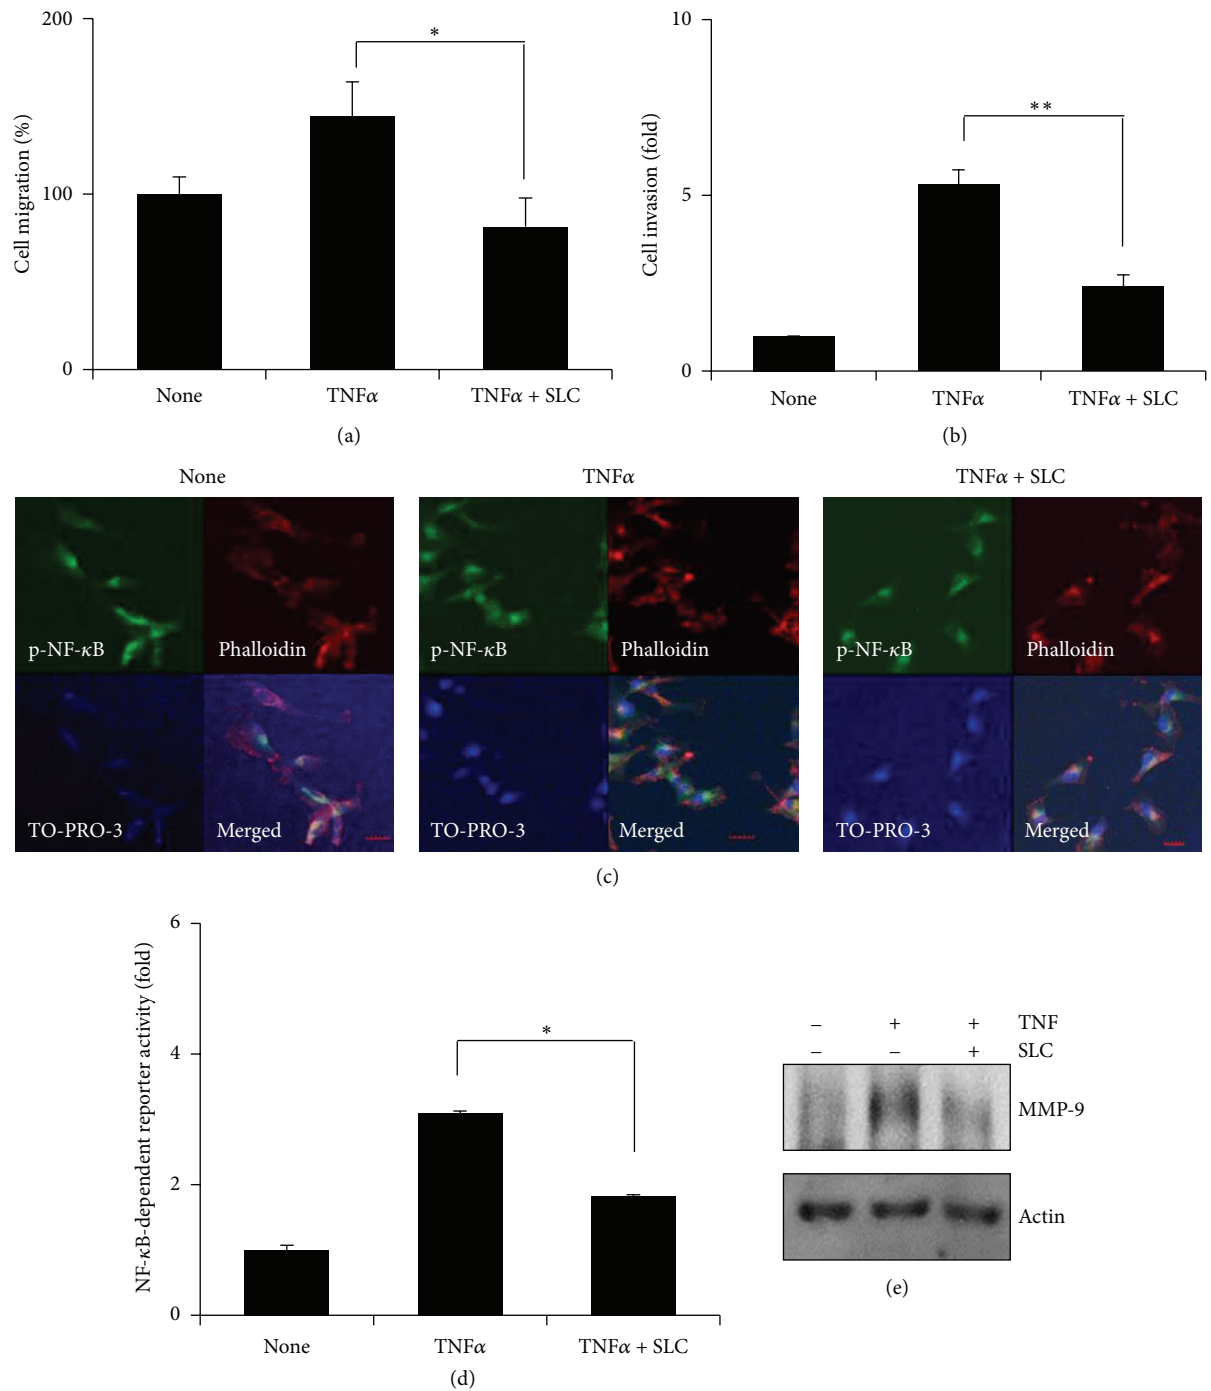 200
100
0
Cell migration (%)
*
None
TNFα
TNFα + SLC
(a)
10
5
0
Cell invasion (fold)
**
None
TNFα
TNFα + SLC
(b)
None
p-NF-κB
Phalloidin
TO-PRO-3
Merged
TNFα
p-NF-κB
Phalloidin
TO-PRO-3
Merged
TNFα + SLC
p-NF-κB
Phalloidin
TO-PRO-3
Merged
(c)
6
4
2
0
NF-κB-dependent reporter activity (fold)
*
None
TNFα
TNFα + SLC
(d)
– + + TNF
– – + SLC
MMP-9
Actin
(e)